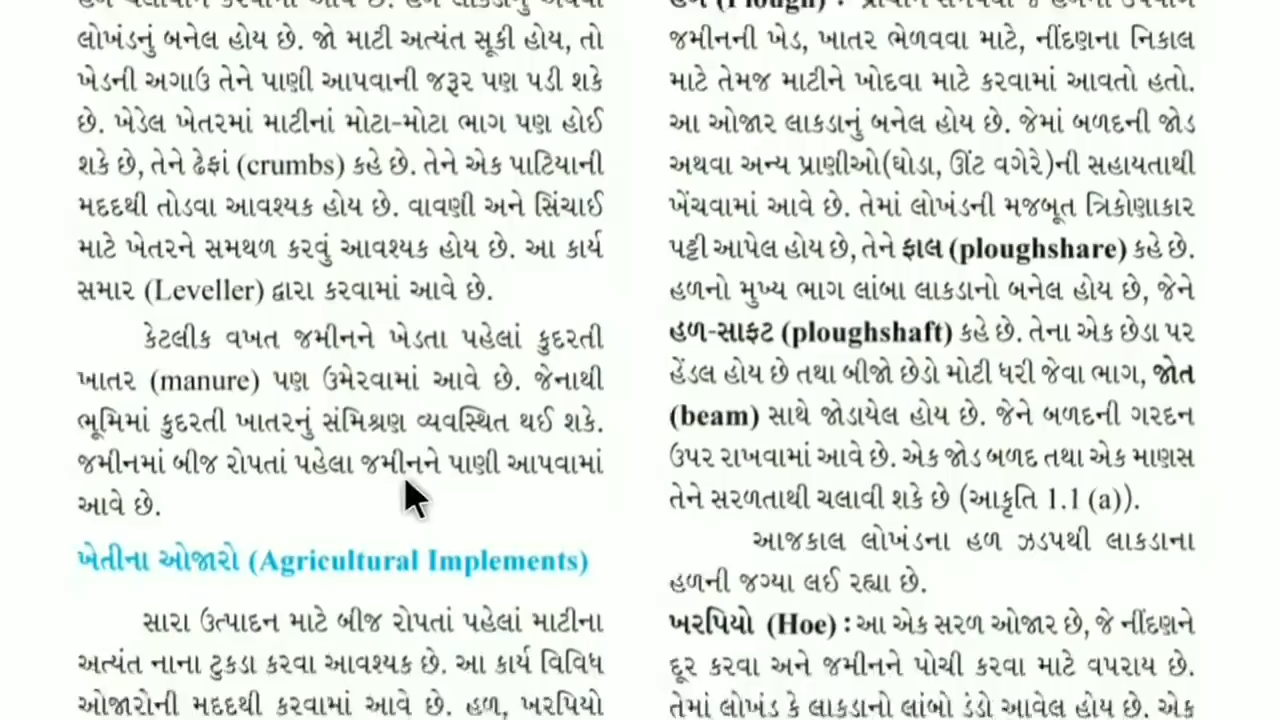 લોખંડનું બનેલ હોય છે. જો માટી અત્યંત સૂકી હોય, તો
ખેડની અગાઉ તેને પાણી આપવાની જરૂર પણ પડી શકે
છે. ખેડેલ ખેતરમાં માટીનાં મોટા-મોટા ભાગ પણ હોઈ
શકે છે, તેને ઢેફાં (crumbs) કહે છે. તેને એક પાટિયાની
મદદથી તોડવા આવશ્યક હોય છે. વાવણી અને સિંચાઈ
માટે ખેતરને સમથળ કરવું આવશ્યક હોય છે. આ કાર્ય
સમાર (Leveller) દ્વારા કરવામાં આવે છે.
કેટલીક વખત જમીનને ખેડતા પહેલાં કુદરતી
ખાતર (manure) પણ ઉમેરવામાં આવે છે. જેનાથી
ભૂમિમાં કુદરતી ખાતરનું સંમિશ્રણ વ્યવસ્થિત થઈ શકે.
જમીનમાં બીજ રોપતાં પહેલા જમીનને પાણી આપવામાં
આવે છે.
ખેતીના ઓજારો (Agricultural Implements)
સારા ઉત્પાદન માટે બીજ રોપતાં પહેલાં માટીના
અત્યંત નાના ટુકડા કરવા આવશ્યક છે. આ કાર્ય વિવિધ
ઓજારોની મદદથી કરવામાં આવે છે. હળ, ખરપિયો
જમીનની ખેડ, ખાતર ભેળવવા માટે, નીંદણના નિકાલ
માટે તેમજ માટીને ખોદવા માટે કરવામાં આવતો હતો.
આ ઓજાર લાકડાનું બનેલ હોય છે. જેમાં બળદની જોડ
અથવા અન્ય પ્રાણીઓ(ઘોડા, ઊંટ વગેરે)ની સહાયતાથી
ખેંચવામાં આવે છે. તેમાં લોખંડની મજબૂત ત્રિકોણાકાર
પટ્ટી આપેલ હોય છે, તેને ફાલ (ploughshare) કહે છે.
હળનો મુખ્ય ભાગ લાંબા લાકડાનો બનેલ હોય છે, જેને
હળ-સાફ્ટ (ploughshaft) કહે છે. તેના એક છેડા પર
હેંડલ હોય છે તથા બીજો છેડો મોટી ધરી જેવા ભાગ, જોત
(beam) સાથે જોડાયેલ હોય છે. જેને બળદની ગરદન
ઉપર રાખવામાં આવે છે. એક જોડ બળદ તથા એક માણસ
તેને સરળતાથી ચલાવી શકે છે (આકૃતિ 1.1 (a)).
આજકાલ લોખંડના હળ ઝડપથી લાકડાના
હળની જગ્યા લઈ રહ્યા છે.
ખરપિયો (Hoe) : આ એક સરળ ઓજાર છે, જે નીંદણને
દૂર કરવા અને જમીનને પોચી કરવા માટે વપરાય છે.
તેમાં લોખંડ કે લાકડાનો લાંબો દંડો આવેલ હોય છે. એક